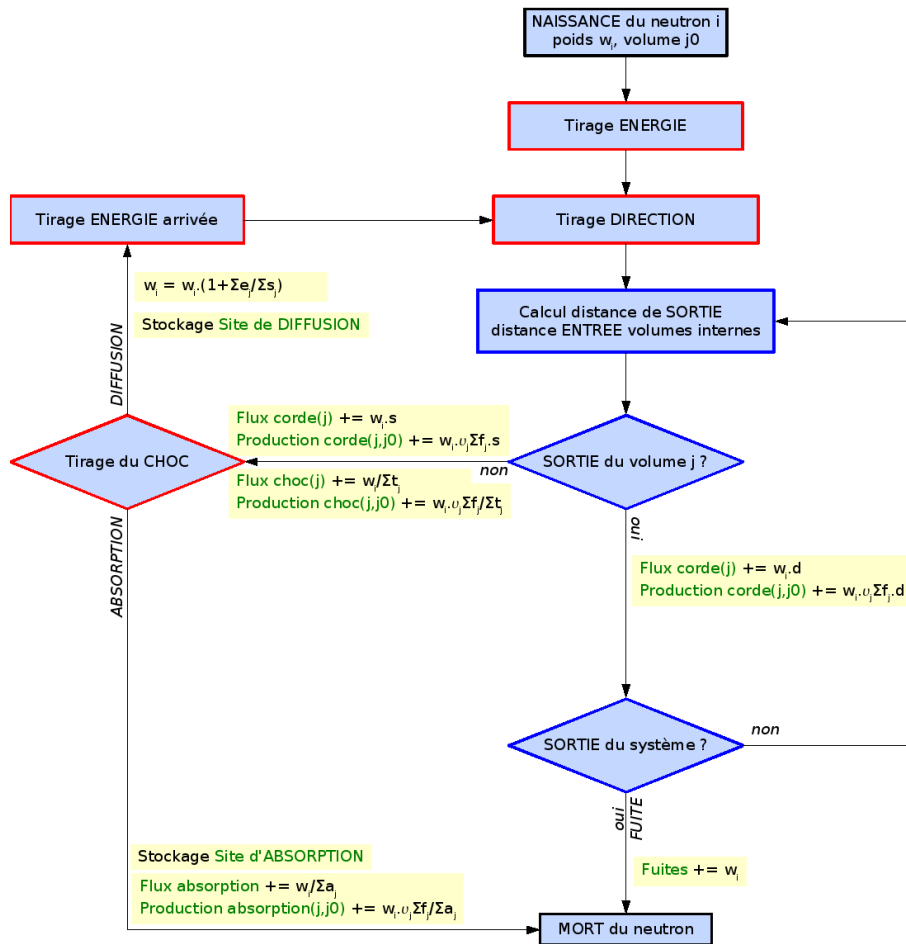 NAISSANCE du neutron i
poids wᵢ, volume j0
Tirage ENERGIE
Tirage ENERGIE arrivée
Tirage DIRECTION
wᵢ = wᵢ.(1+Σeⱼ/Σsⱼ)
Stockage Site de DIFFUSION
DIFFUSION
Calcul distance de SORTIE
distance ENTREE volumes internes
Flux corde(j) += wᵢ.s
Production corde(j,j0) += wᵢ.υⱼΣfⱼ.s
Tirage du CHOC
non
SORTIE du volume j ?
Flux choc(j) += wᵢ/Σtⱼ
Production choc(j,j0) += wᵢ.υⱼΣfⱼ/Σtⱼ
ABSORPTION
oui
Flux corde(j) += wᵢ.d
Production corde(j,j0) += wᵢ.υⱼΣfⱼ.d
SORTIE du système ?
non
oui
FUITE
Stockage Site d'ABSORPTION
Flux absorption += wᵢ/Σaⱼ
Production absorption(j,j0) += wᵢ.υⱼΣfⱼ/Σaⱼ
Fuites += wᵢ
MORT du neutron